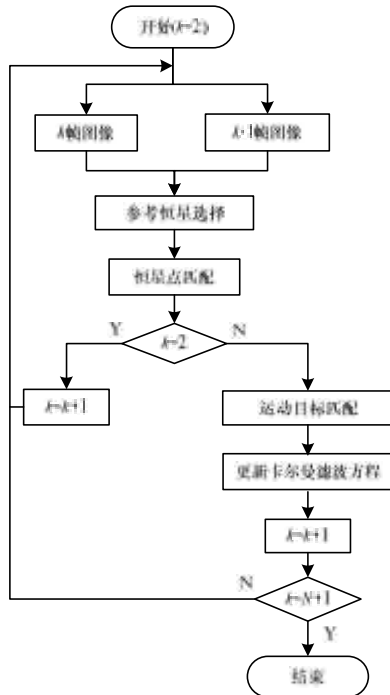 开始(k=2)
k帧图像
k-1帧图像
参考恒星选择
恒星点匹配
Y
k=2
N
k=k+1
运动目标匹配
更新卡尔曼滤波方程
k=k+1
N
k=N+1
Y
结束